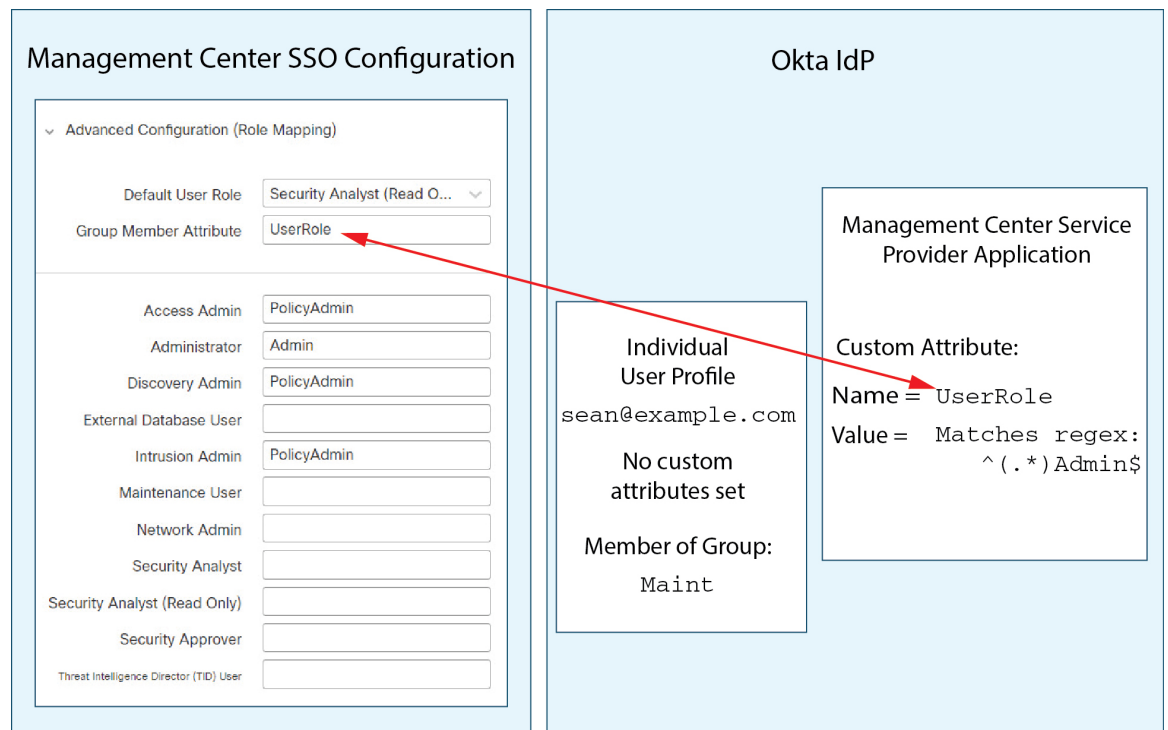 Management Center SSO Configuration
Advanced Configuration (Role Mapping)
Default User Role
Security Analyst (Read O...
Group Member Attribute
UserRole
Access Admin
PolicyAdmin
Administrator
Admin
Discovery Admin
PolicyAdmin
External Database User
Intrusion Admin
PolicyAdmin
Maintenance User
Network Admin
Security Analyst
Security Analyst (Read Only)
Security Approver
Threat Intelligence Director (TID) User
Okta IdP
Individual
User Profile
sean@example.com
No custom
attributes set
Member of Group:
Maint
Management Center Service
Provider Application
Custom Attribute:
Name = UserRole
Value = Matches regex:
^(.*)Admin$